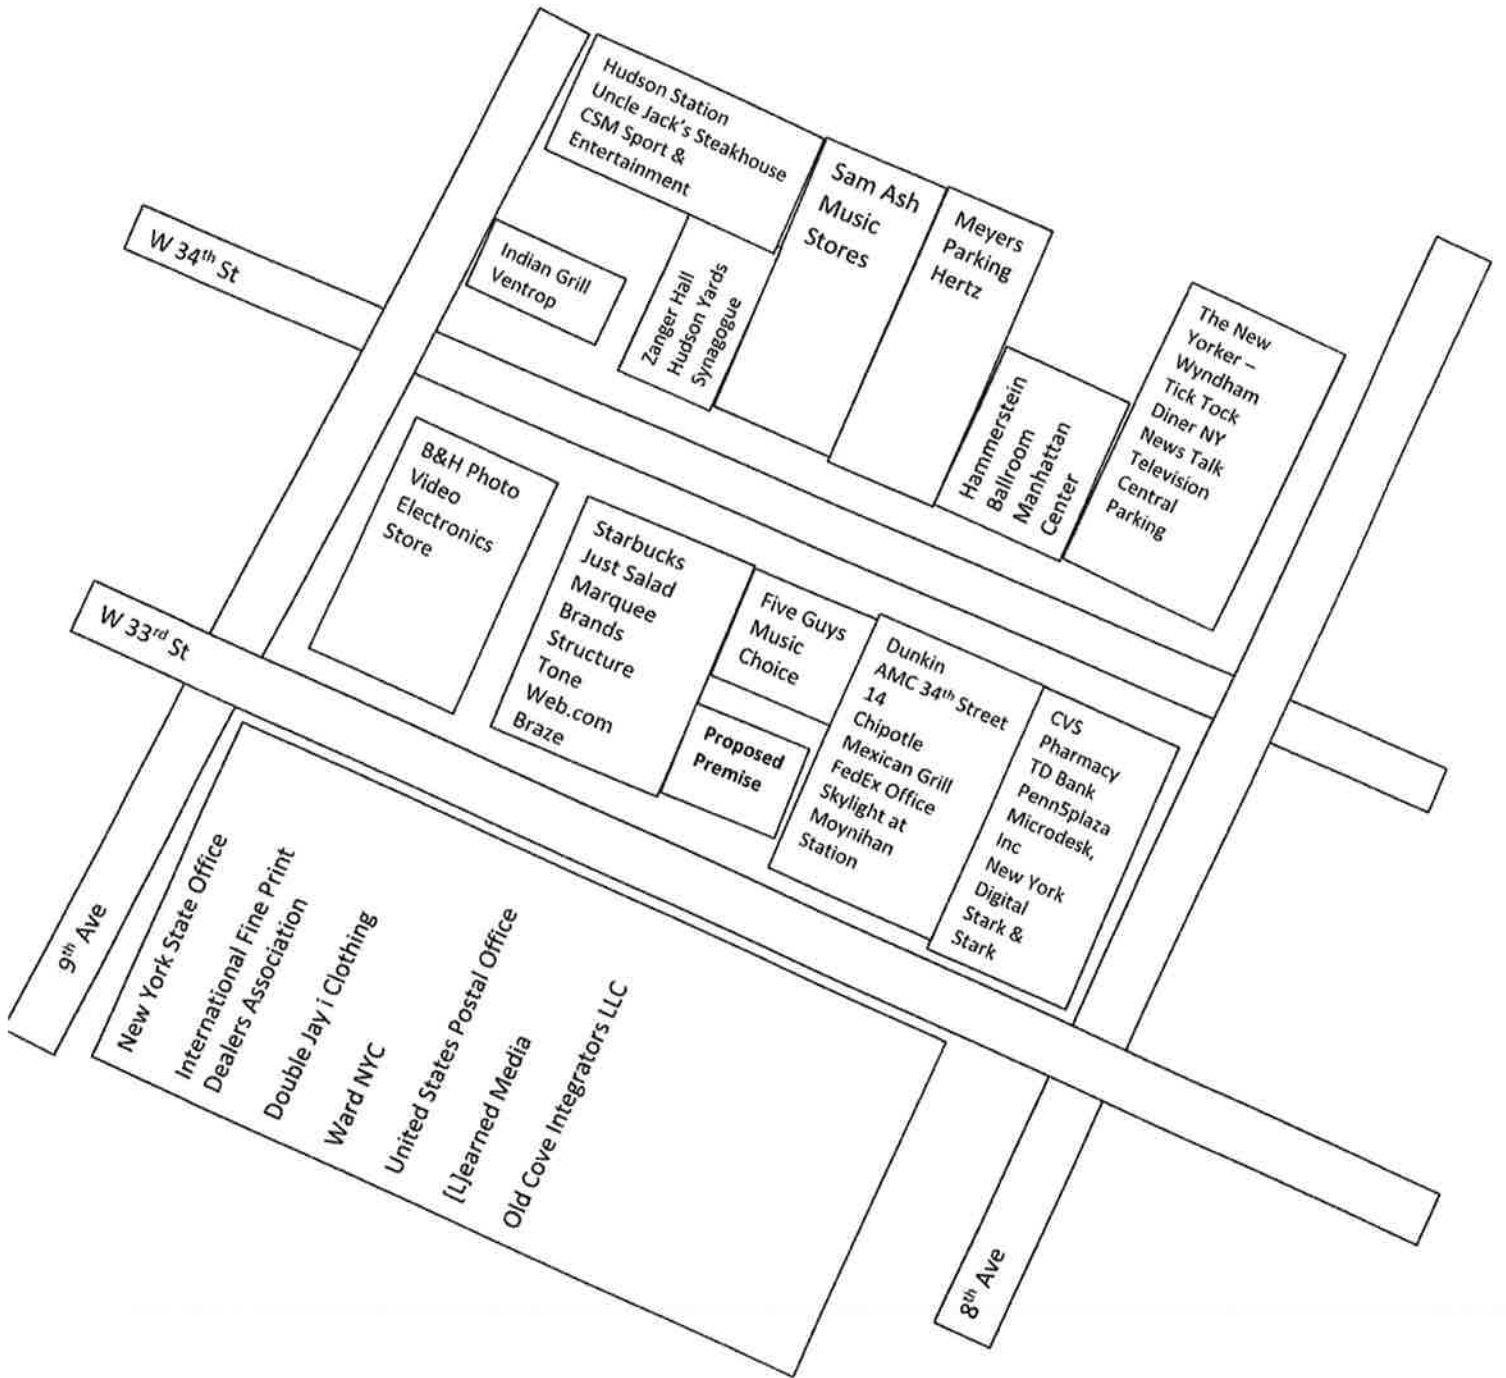 Hudson Station
Uncle Jack's Steakhouse
CSM Sport &
Entertainment
Sam Ash
Music
Stores
Meyers
Parking
Hertz
W 34th St
Indian Grill
Ventrop
Zanger Hall
Hudson Yards
Synagogue
Hammerstein
Ballroom
Manhattan
Center
The New
Yorker –
Wyndham
Tick Tock
Diner NY
News Talk
Television
Central
Parking
B&H Photo
Video
Electronics
Store
Starbucks
Just Salad
Marquee
Brands
Structure
Tone
Web.com
Braze
Five Guys
Music
Choice
Proposed
Premise
Dunkin
AMC 34th Street
14
Chipotle
Mexican Grill
FedEx Office
Skylight at
Moynihan
Station
CVS
Pharmacy
TD Bank
Penn5plaza
Microdesk,
Inc
New York
Digital
Stark &
Stark
W 33rd St
9th Ave
New York State Office
International Fine Print
Dealers Association
Double Jay i Clothing
Ward NYC
United States Postal Office
[L]earned Media
Old Cove Integrators LLC
8th Ave